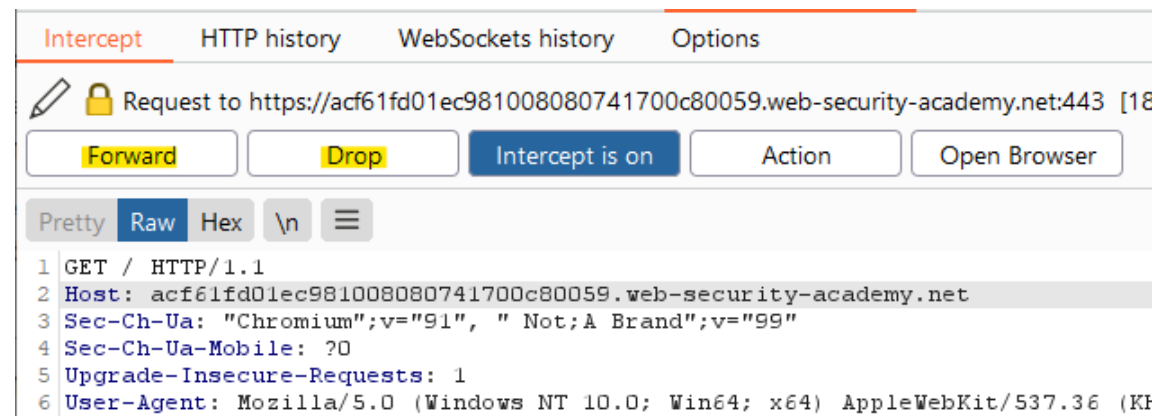 Intercept HTTP history WebSockets history Options
Request to https://acf61fd01ec981008080741700c80059.web-security-academy.net:443 [18
Forward Drop Intercept is on Action Open Browser
Pretty Raw Hex \n
1 GET / HTTP/1.1
2 Host: acf61fd01ec981008080741700c80059.web-security-academy.net
3 Sec-Ch-Ua: "Chromium";v="91", " Not;A Brand";v="99"
4 Sec-Ch-Ua-Mobile: ?0
5 Upgrade-Insecure-Requests: 1
6 User-Agent: Mozilla/5.0 (Windows NT 10.0; Win64; x64) AppleWebKit/537.36 (KH